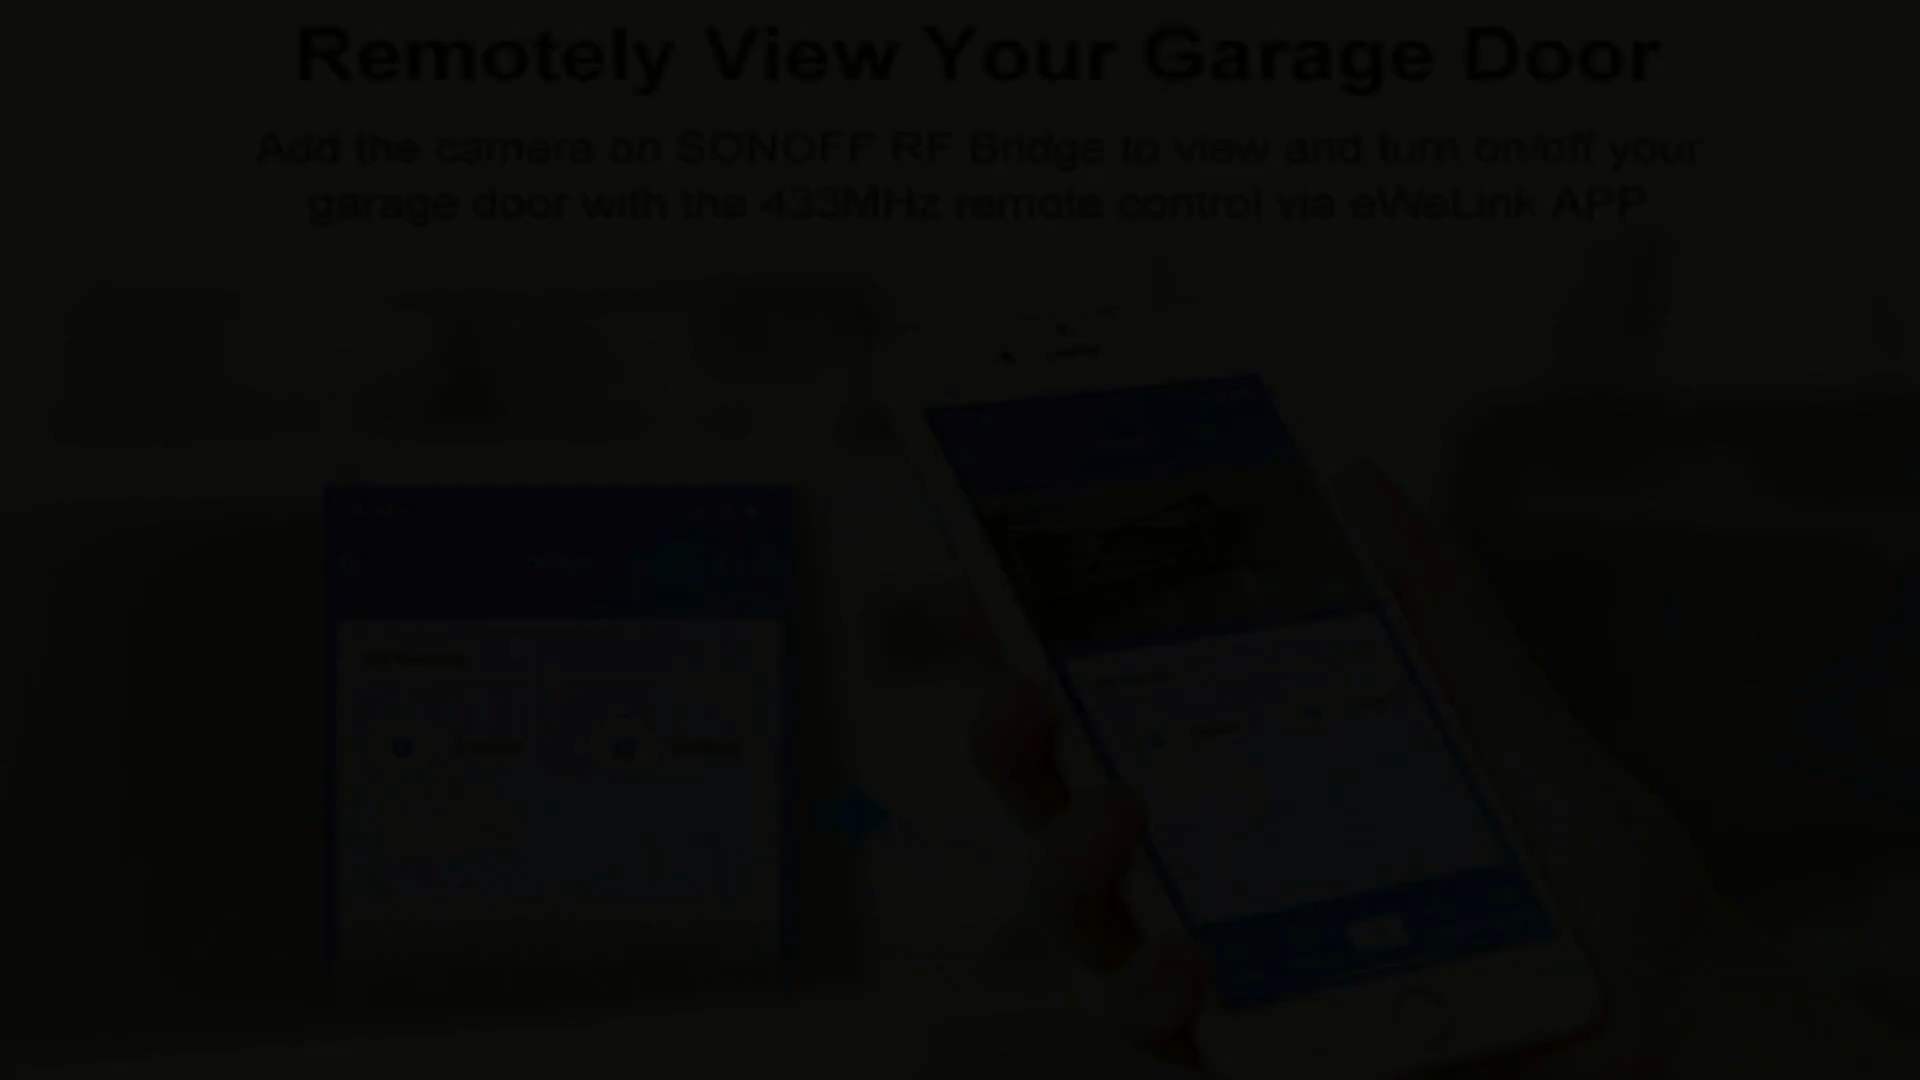 Remotely View Your Garage Door
Add the camera on SONOFF RF Bridge to view and turn on/off your
garage door with the 433MHz remote control via eWeLink APP